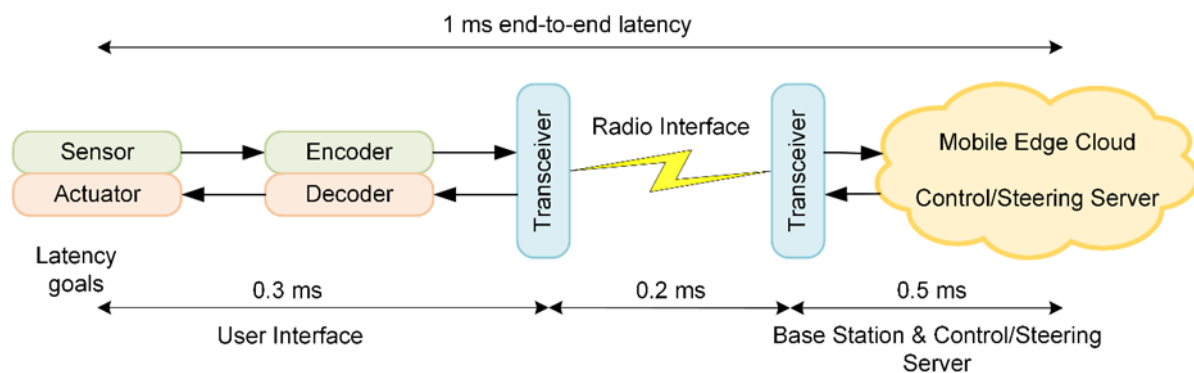 1 ms end-to-end latency
Sensor
Encoder
Actuator
Decoder
Transceiver
Radio Interface
Transceiver
Mobile Edge Cloud
Control/Steering Server
Latency
goals
0.3 ms
0.2 ms
0.5 ms
User Interface
Base Station & Control/Steering
Server